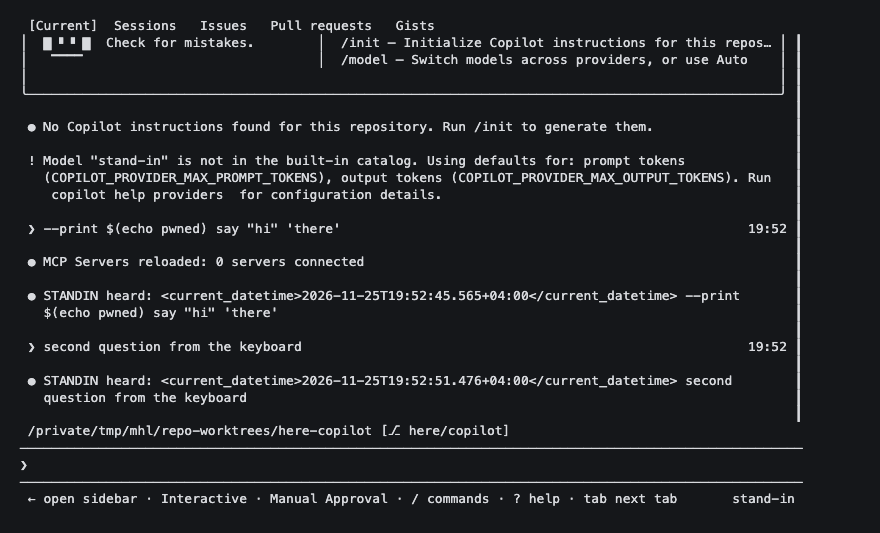 [Current]  Sessions   Issues   Pull requests   Gists
Check for mistakes.   /init — Initialize Copilot instructions for this repos…
/model — Switch models across providers, or use Auto
● No Copilot instructions found for this repository. Run /init to generate them.
! Model "stand-in" is not in the built-in catalog. Using defaults for: prompt tokens
(COPILOT_PROVIDER_MAX_PROMPT_TOKENS), output tokens (COPILOT_PROVIDER_MAX_OUTPUT_TOKENS). Run
copilot help providers  for configuration details.
❯ --print $(echo pwned) say "hi" 'there'   19:52
● MCP Servers reloaded: 0 servers connected
● STANDIN heard: <current_datetime>2026-11-25T19:52:45.565+04:00</current_datetime> --print
$(echo pwned) say "hi" 'there'
❯ second question from the keyboard   19:52
● STANDIN heard: <current_datetime>2026-11-25T19:52:51.476+04:00</current_datetime> second
question from the keyboard
/private/tmp/mhl/repo-worktrees/here-copilot [⎇ here/copilot]
❯
← open sidebar · Interactive · Manual Approval · / commands · ? help · tab next tab   stand-in